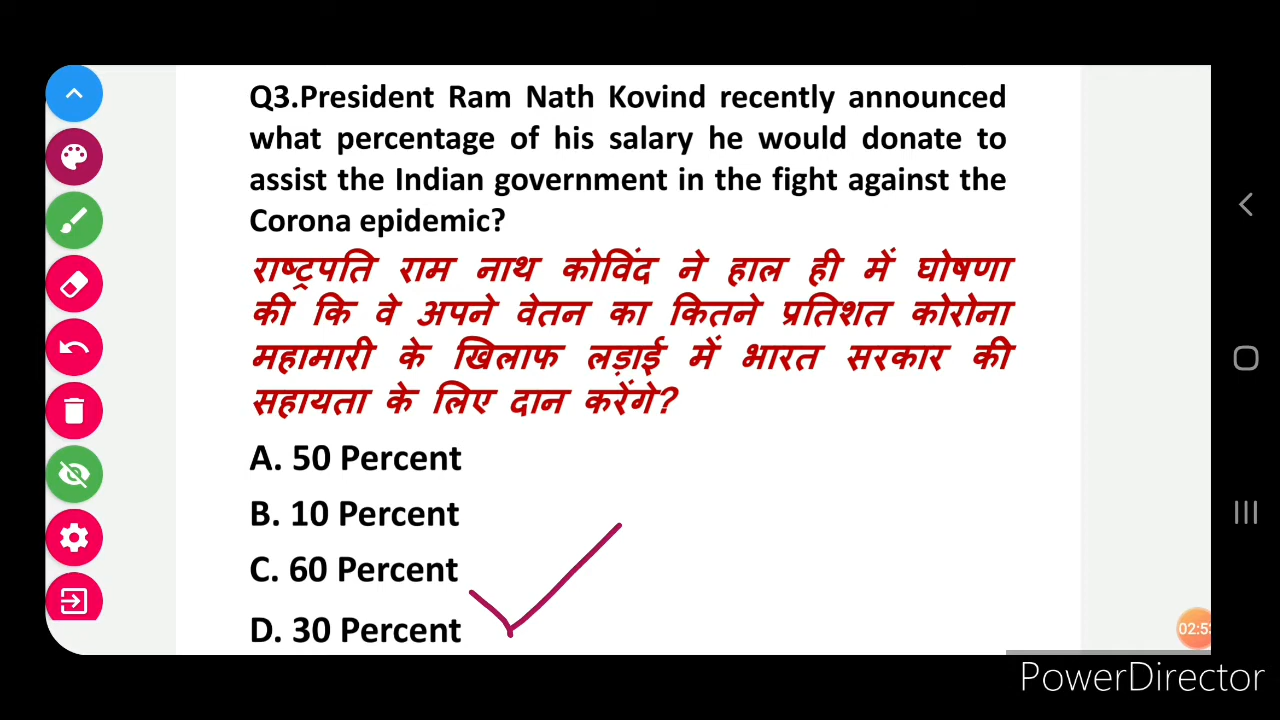 Q3.President Ram Nath Kovind recently announced
what percentage of his salary he would donate to
assist the Indian government in the fight against the
Corona epidemic?
राष्ट्रपति राम नाथ कोविंद ने हाल ही में घोषणा
की कि वे अपने वेतन का कितने प्रतिशत कोरोना
महामारी के खिलाफ लड़ाई में भारत सरकार की
सहायता के लिए दान करेंगे?
A. 50 Percent
B. 10 Percent
C. 60 Percent
D. 30 Percent
02:53
PowerDirector